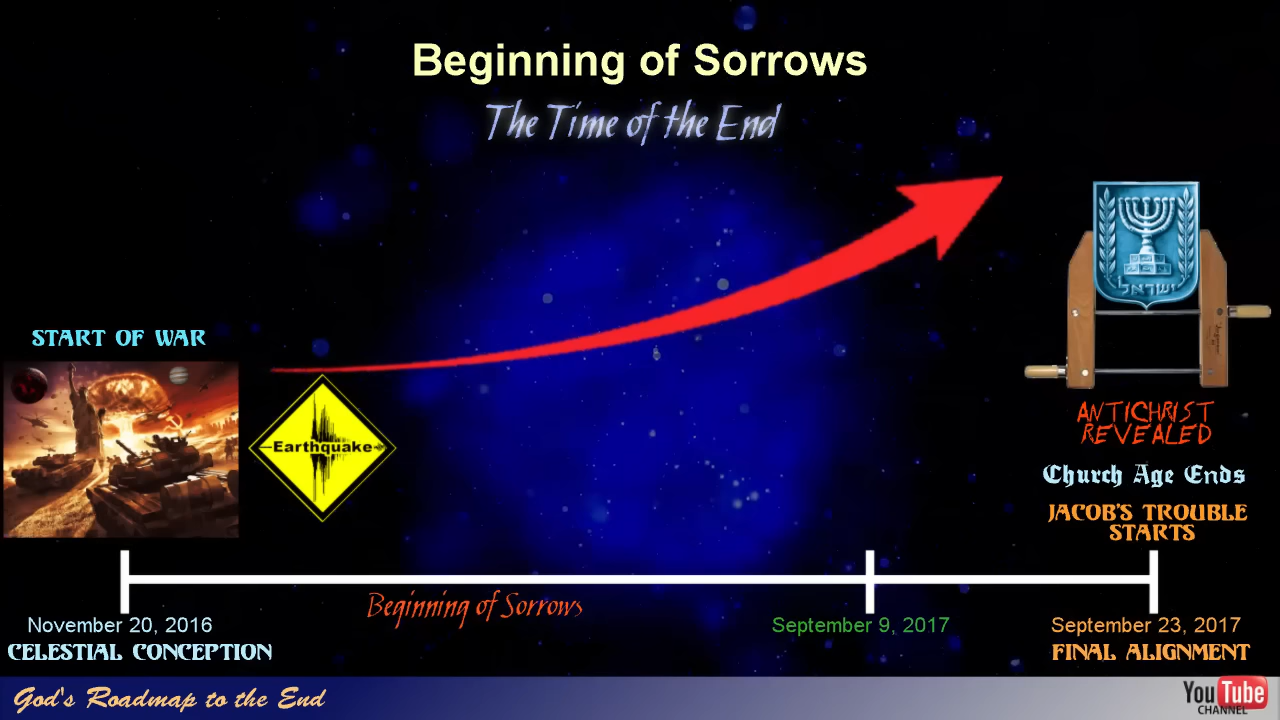 Beginning of Sorrows
The Time of the End
START OF WAR
Earthquake
ישראל
ANTICHRIST
REVEALED
Church Age Ends
JACOB'S TROUBLE
STARTS
Beginning of Sorrows
November 20, 2016
CELESTIAL CONCEPTION
September 9, 2017
September 23, 2017
FINAL ALIGNMENT
God's Roadmap to the End
YouTube
CHANNEL